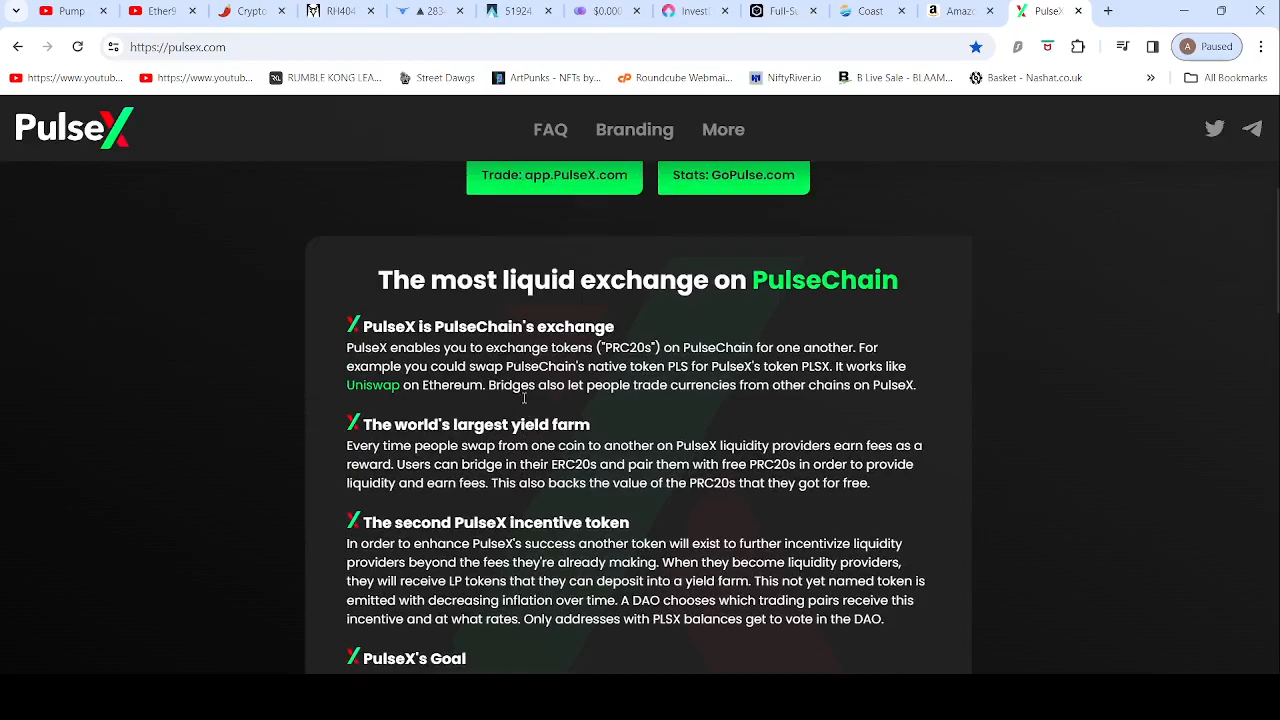 Pump
Ether9
Crypto
RH404
▲ 283
51924
$0.000
InvestD
Full-Su
Coast
Amazo
PulseX
https://pulsex.com
A Paused
https://www.youtub...
https://www.youtub...
RUMBLE KONG LEA...
Street Dawgs
ArtPunks - NFTs by...
Roundcube Webmai...
NiftyRiver.io
B Live Sale - BLAAM...
Basket - Nashat.co.uk
»
All Bookmarks
PulseX
FAQ
Branding
More
Trade: app.PulseX.com
Stats: GoPulse.com
The most liquid exchange on PulseChain
PulseX is PulseChain's exchange
PulseX enables you to exchange tokens ("PRC20s") on PulseChain for one another. For
example you could swap PulseChain's native token PLS for PulseX's token PLSX. It works like
Uniswap on Ethereum. Bridges also let people trade currencies from other chains on PulseX.
The world's largest yield farm
Every time people swap from one coin to another on PulseX liquidity providers earn fees as a
reward. Users can bridge in their ERC20s and pair them with free PRC20s in order to provide
liquidity and earn fees. This also backs the value of the PRC20s that they got for free.
The second PulseX incentive token
In order to enhance PulseX's success another token will exist to further incentivize liquidity
providers beyond the fees they're already making. When they become liquidity providers,
they will receive LP tokens that they can deposit into a yield farm. This not yet named token is
emitted with decreasing inflation over time. A DAO chooses which trading pairs receive this
incentive and at what rates. Only addresses with PLSX balances get to vote in the DAO.
PulseX's Goal